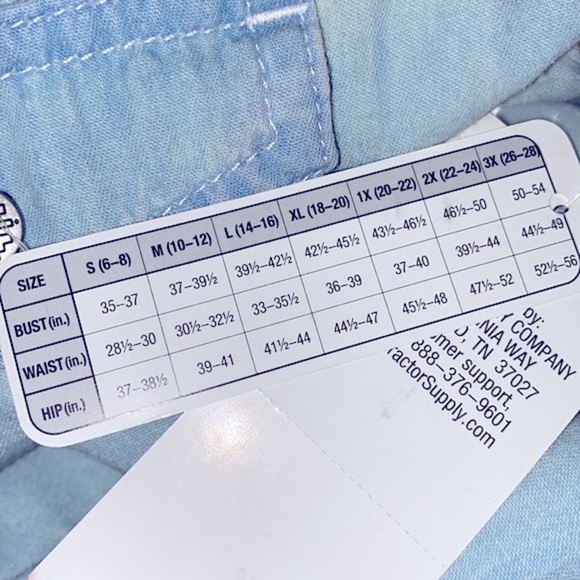 SIZE S (6–8) M (10–12) L (14–16) XL (18–20) 1X (20–22) 2X (22–24) 3X (26–28)
BUST (in.) 35–37 37–39½ 39½–42½ 42½–45½ 43½–46½ 46½–50 50–54
WAIST (in.) 28½–30 30½–32½ 33–35½ 36–39 37–40 39½–44 44½–49
HIP (in.) 37–38½ 39–41 41½–44 44½–47 45½–48 47½–52 52½–56
by:
Y COMPANY
NIA WAY
D, TN 37027
mer support,
888-376-9601
ractorSupply.com